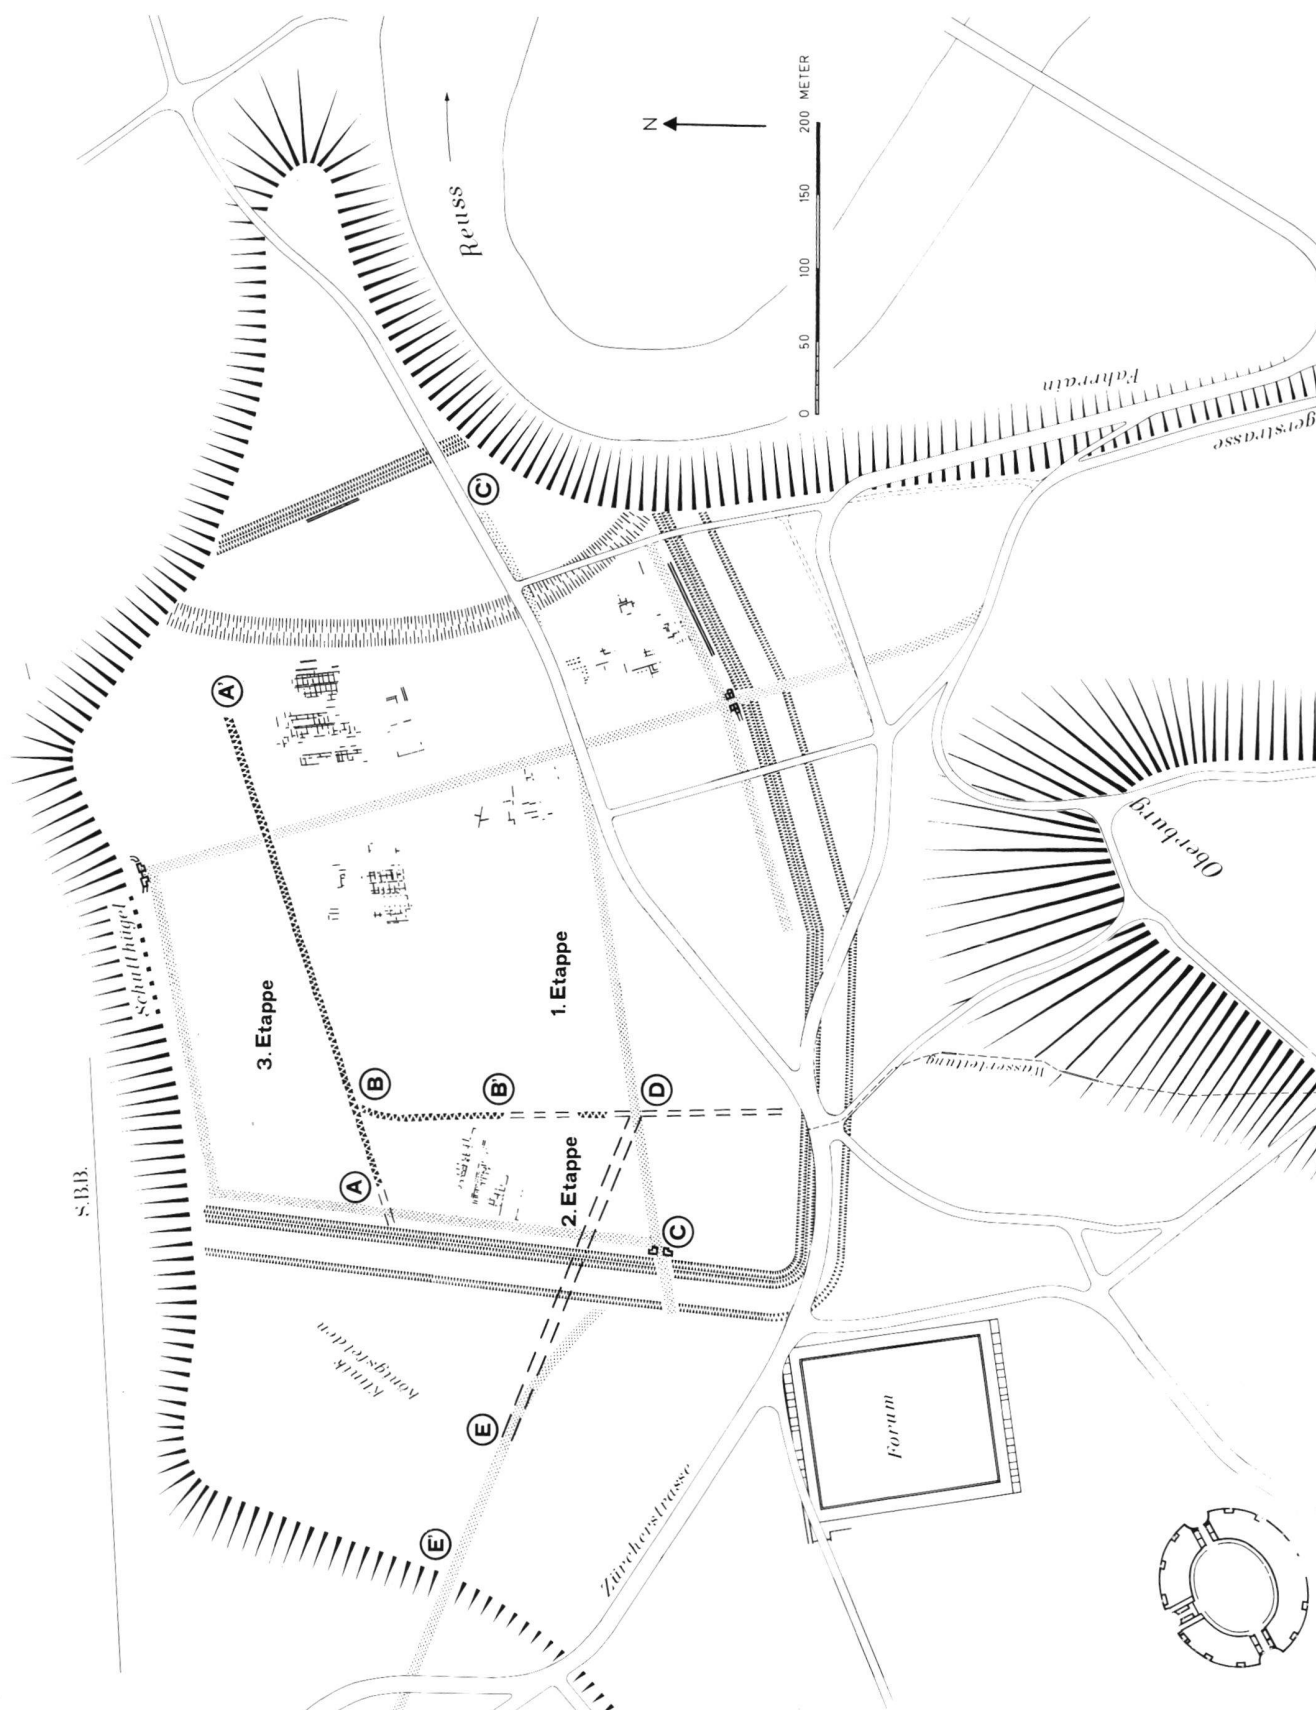 S.B.B.
Schutthügel
3. Etappe
A'
Reuss
N
0 50 100 150 200 METER
C'
Fahrrain
1. Etappe
B
B'
D
A
2. Etappe
C
Oberburg
Wasserleitung
Klinik
Königsfelden
E
E'
Zürcherstrasse
Forum
gerstrasse